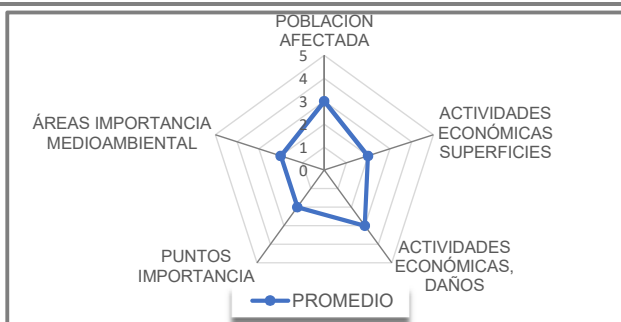 POBLACIÓN
AFECTADA
5
4
3
2
1
0
ÁREAS IMPORTANCIA
MEDIOAMBIENTAL
ACTIVIDADES
ECONÓMICAS
SUPERFICIES
PUNTOS
IMPORTANCIA
ACTIVIDADES
ECONÓMICAS,
DAÑOS
PROMEDIO